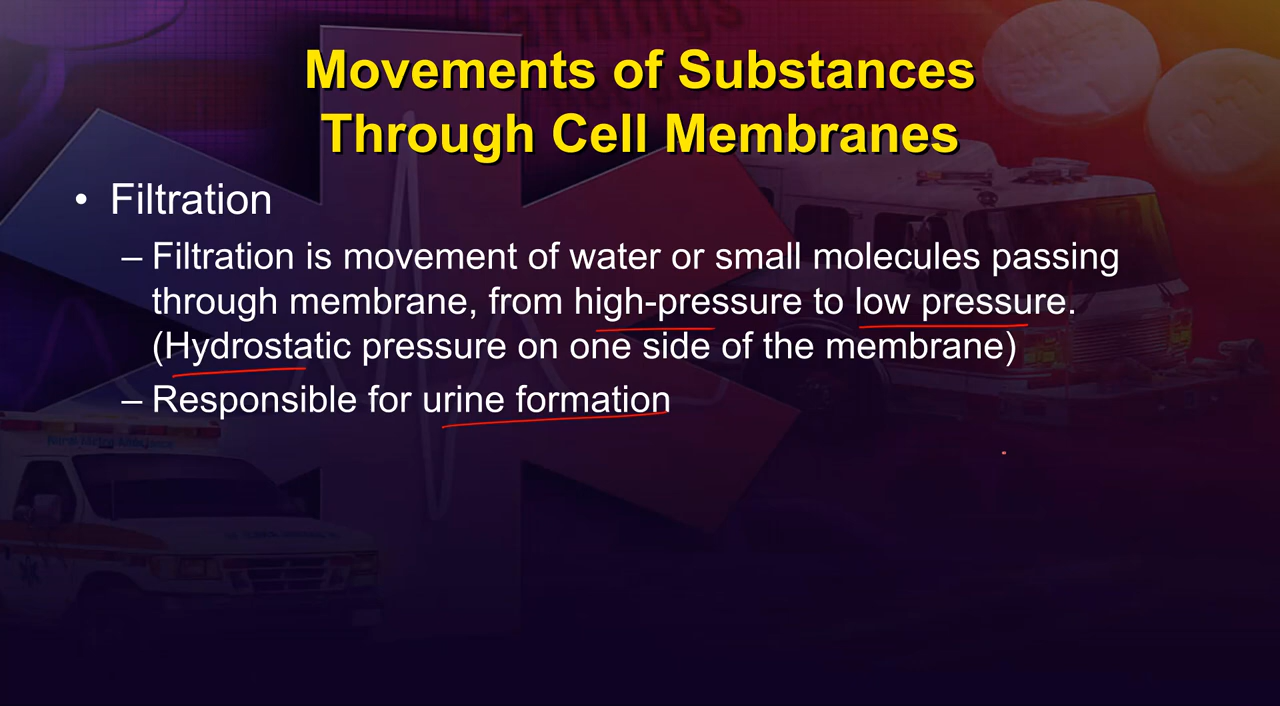 Movements of Substances
Through Cell Membranes
• Filtration
– Filtration is movement of water or small molecules passing
through membrane, from high-pressure to low pressure.
(Hydrostatic pressure on one side of the membrane)
– Responsible for urine formation